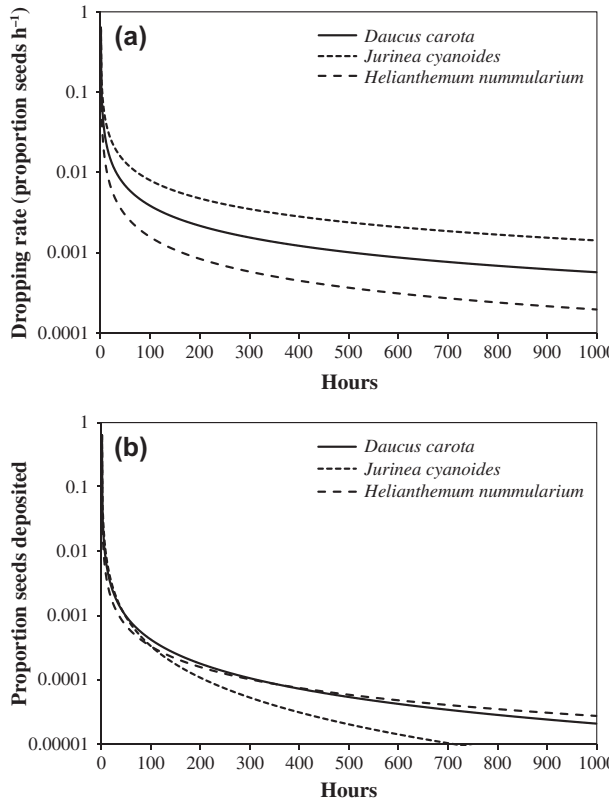 (a)
Daucus carota
Jurinea cyanoides
Helianthemum nummularium
Dropping rate (proportion seeds h⁻¹)
1
0.1
0.01
0.001
0.0001
0 100 200 300 400 500 600 700 800 900 1000
Hours
(b)
Daucus carota
Jurinea cyanoides
Helianthemum nummularium
Proportion seeds deposited
1
0.1
0.01
0.001
0.0001
0.00001
0 100 200 300 400 500 600 700 800 900 1000
Hours